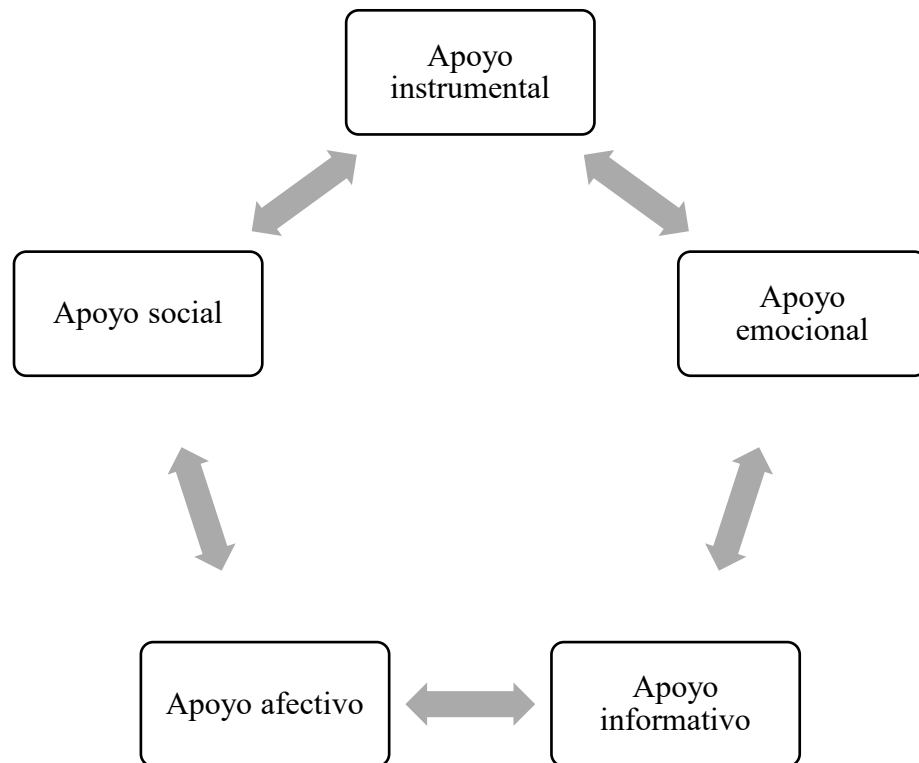 Apoyo
instrumental
Apoyo
emocional
Apoyo
informativo
Apoyo afectivo
Apoyo social